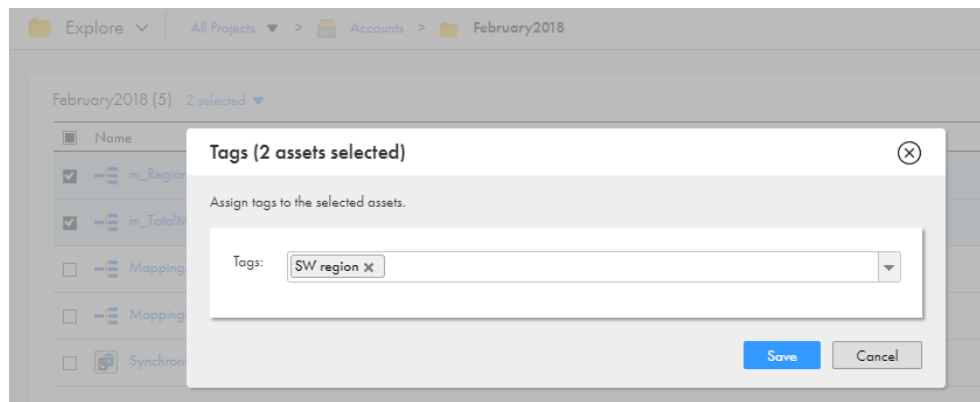 Explore All Projects > Accounts > February2018
February2018 (5) 2 selected
Name
Tags (2 assets selected)
m_Region
Assign tags to the selected assets.
m_TotalM
Tags: SW region
Mapping
Mapping
Save Cancel
Synchron